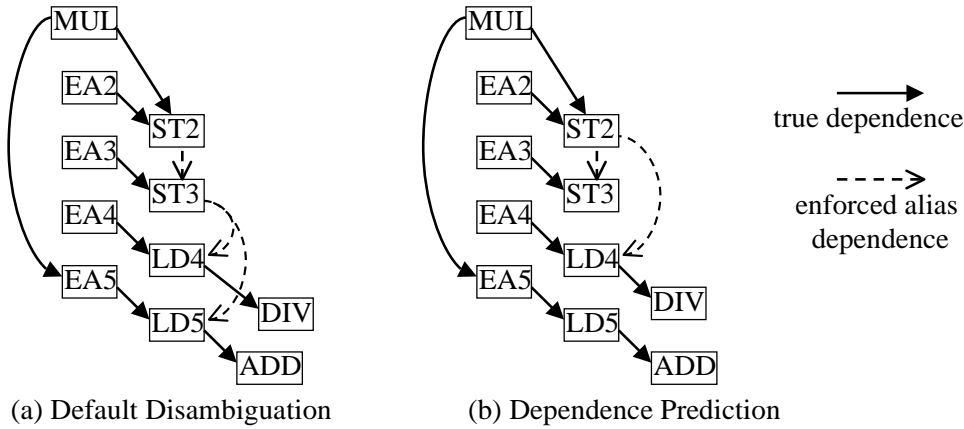 MUL
EA2
ST2
EA3
ST3
EA4
LD4
EA5
DIV
LD5
ADD
(a) Default Disambiguation
MUL
EA2
ST2
EA3
ST3
EA4
LD4
EA5
DIV
LD5
ADD
(b) Dependence Prediction
true dependence
enforced alias
dependence